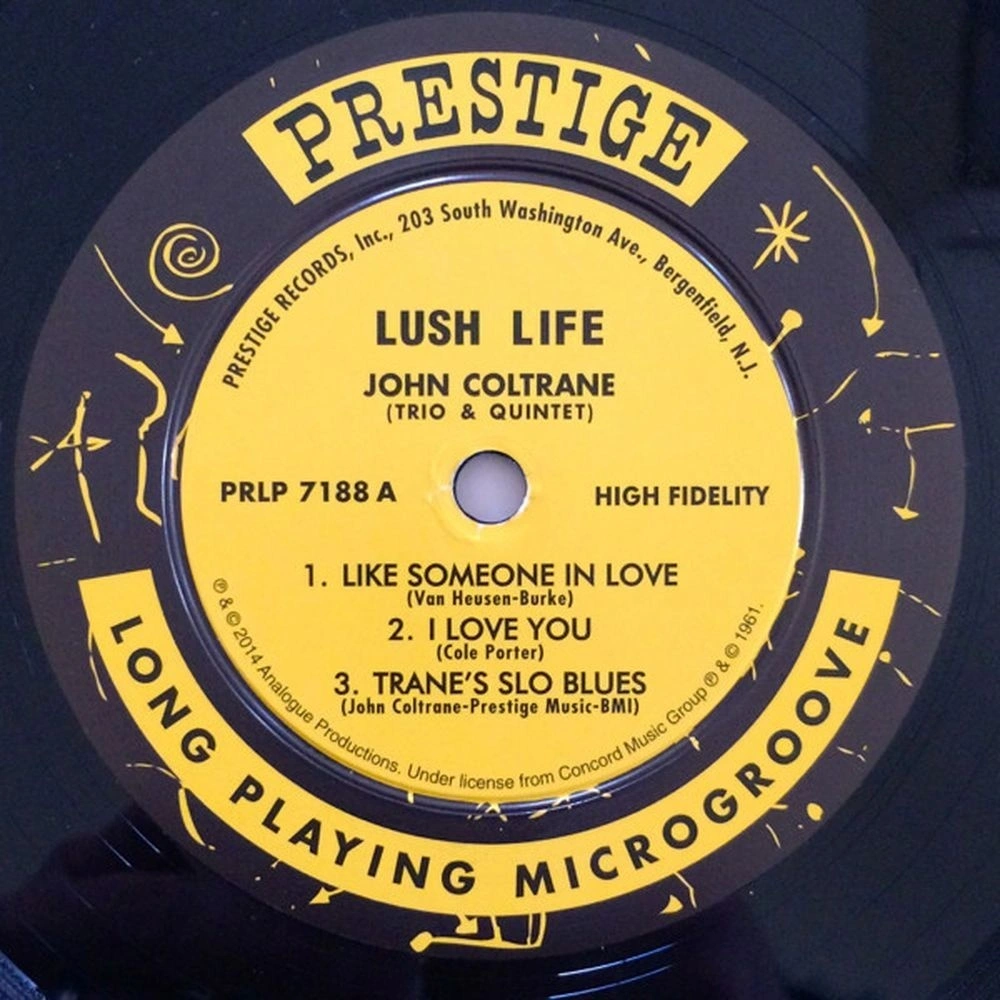 PRESTIGE
PRESTIGE RECORDS, Inc., 203 South Washington Ave., Bergenfield, N.J.
LUSH LIFE
JOHN COLTRANE
(TRIO & QUINTET)
PRLP 7188 A
HIGH FIDELITY
1. LIKE SOMEONE IN LOVE
(Van Heusen-Burke)
2. I LOVE YOU
(Cole Porter)
3. TRANE'S SLO BLUES
(John Coltrane-Prestige Music-BMI)
℗ & © 2014 Analogue Productions. Under license from Concord Music Group ℗ & © 1961.
LONG PLAYING MICROGROOVE